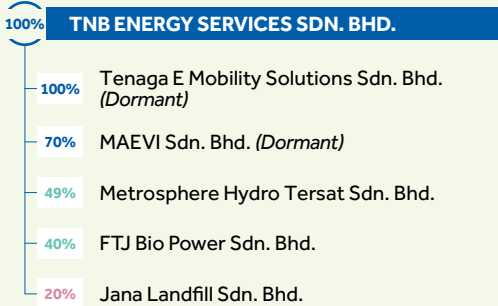 100% TNB ENERGY SERVICES SDN. BHD.
100% Tenaga E Mobility Solutions Sdn. Bhd.
(Dormant)
70% MAEVI Sdn. Bhd. (Dormant)
49% Metrosphere Hydro Tersat Sdn. Bhd.
40% FTJ Bio Power Sdn. Bhd.
20% Jana Landfill Sdn. Bhd.